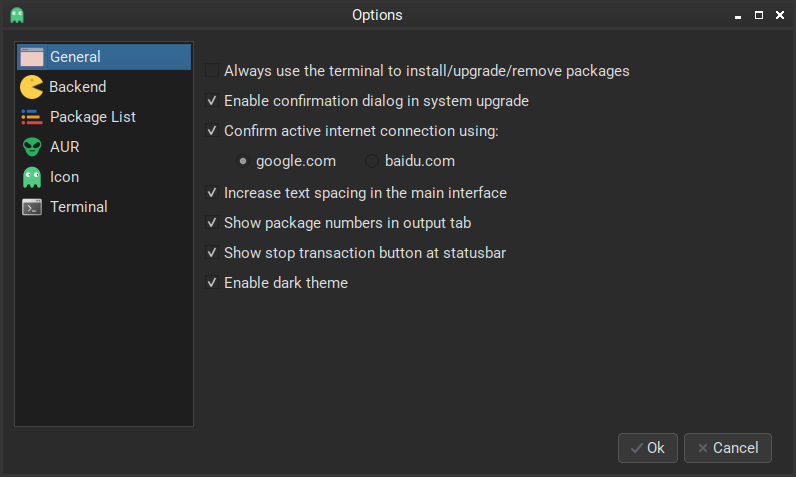 Options
General
Backend
Package List
AUR
Icon
Terminal
Always use the terminal to install/upgrade/remove packages
Enable confirmation dialog in system upgrade
Confirm active internet connection using:
google.com baidu.com
Increase text spacing in the main interface
Show package numbers in output tab
Show stop transaction button at statusbar
Enable dark theme
Ok Cancel